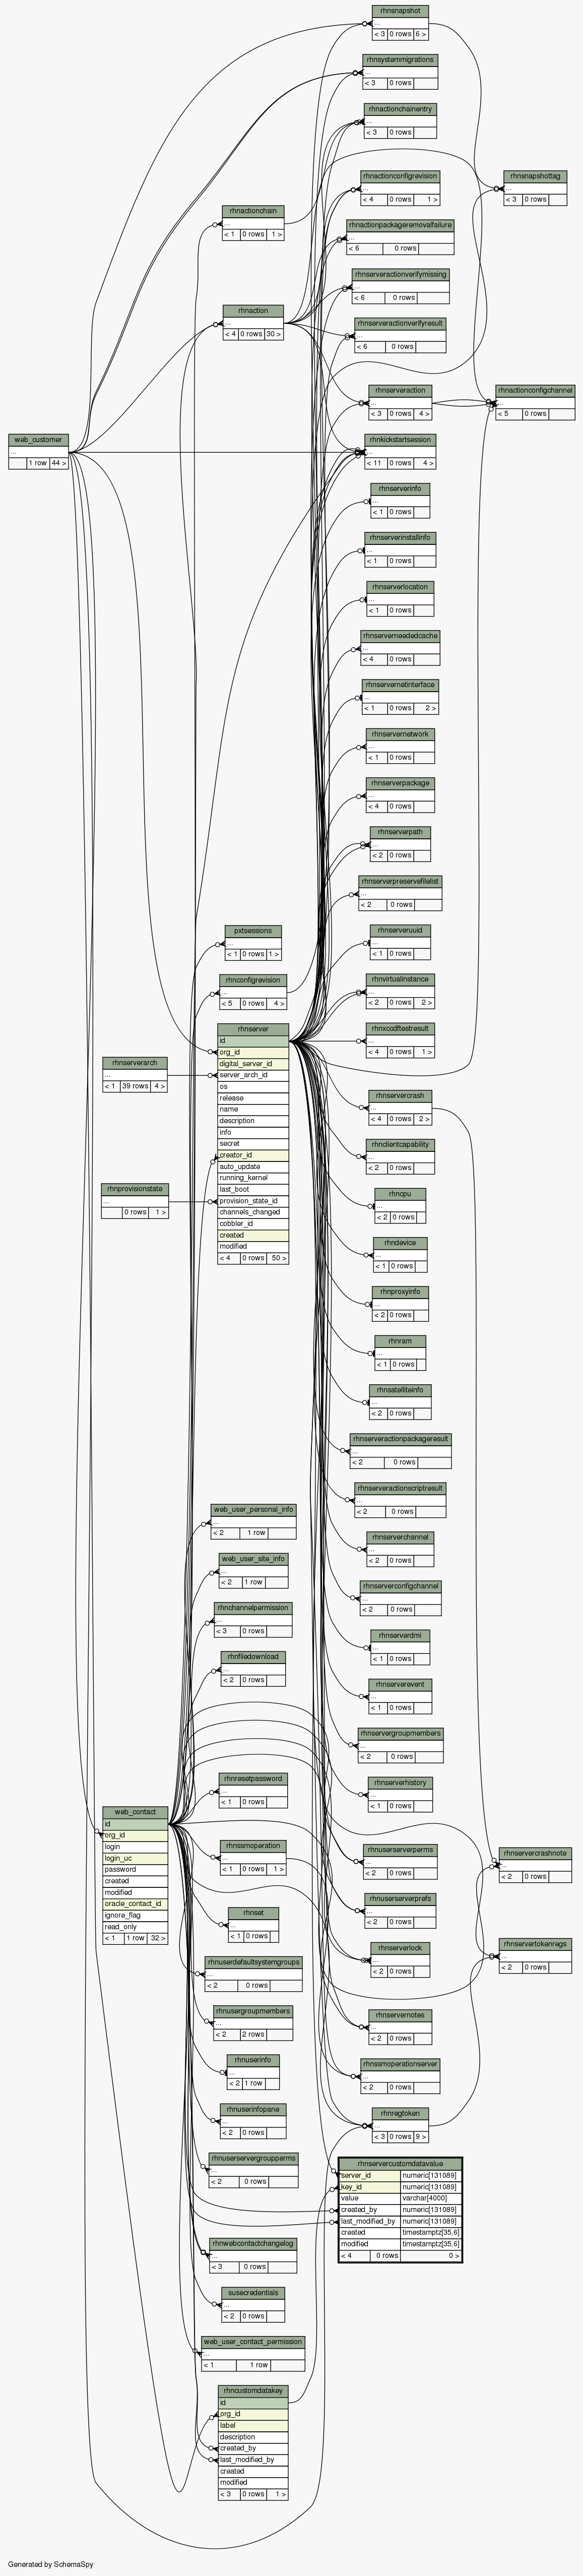 rhnsnapshot
...
< 3 0 rows 6 >
rhnsystemmigrations
...
< 3 0 rows
rhnactionchainentry
...
< 3 0 rows
rhnactionconfigrevision
...
< 4 0 rows 1 >
rhnsnapshottag
...
< 3 0 rows
rhnactionchain
...
< 1 0 rows 1 >
rhnactionpackageremovalfailure
...
< 6 0 rows
rhnserveractionverifymissing
...
< 6 0 rows
rhnaction
...
< 4 0 rows 30 >
rhnserveractionverifyresult
...
< 6 0 rows
rhnserveraction
...
< 3 0 rows 4 >
rhnactionconfigchannel
...
< 5 0 rows
web_customer
...
1 row 44 >
rhnkickstartsession
...
< 11 0 rows 4 >
rhnserverinfo
...
< 1 0 rows
rhnserverinstallinfo
...
< 1 0 rows
rhnserverlocation
...
< 1 0 rows
rhnserverneededcache
...
< 4 0 rows
rhnservernetinterface
...
< 1 0 rows 2 >
rhnservernetwork
...
< 1 0 rows
rhnserverpackage
...
< 4 0 rows
rhnserverpath
...
< 2 0 rows
rhnserverpreservefilelist
...
< 2 0 rows
pxtsessions
...
< 1 0 rows 1 >
rhnserveruuid
...
< 1 0 rows
rhnconfigrevision
...
< 5 0 rows 4 >
rhnvirtualinstance
...
< 2 0 rows 2 >
rhnserver
id
org_id
digital_server_id
server_arch_id
os
release
name
description
info
secret
creator_id
auto_update
running_kernel
last_boot
provision_state_id
channels_changed
cobbler_id
created
modified
< 4 0 rows 50 >
rhnxccdftestresult
...
< 4 0 rows 1 >
rhnserverarch
...
< 1 39 rows 4 >
rhnservercrash
...
< 4 0 rows 2 >
rhnclientcapability
...
< 2 0 rows
rhnprovisionstate
...
0 rows 1 >
rhncpu
...
< 2 0 rows
rhndevice
...
< 1 0 rows
rhnproxyinfo
...
< 2 0 rows
rhnram
...
< 1 0 rows
rhnsatelliteinfo
...
< 2 0 rows
rhnserveractionpackageresult
...
< 2 0 rows
rhnserveractionscriptresult
...
< 2 0 rows
web_user_personal_info
...
< 2 1 row
rhnserverchannel
...
< 2 0 rows
web_user_site_info
...
< 2 1 row
rhnserverconfigchannel
...
< 2 0 rows
rhnchannelpermission
...
< 3 0 rows
rhnserverdmi
...
< 1 0 rows
rhnfiledownload
...
< 2 0 rows
rhnserverevent
...
< 1 0 rows
rhnservergroupmembers
...
< 2 0 rows
rhnresetpassword
...
< 1 0 rows
rhnserverhistory
...
< 1 0 rows
web_contact
id
org_id
login
login_uc
password
created
modified
oracle_contact_id
ignore_flag
read_only
< 1 1 row 32 >
rhnssmoperation
...
< 1 0 rows 1 >
rhnuserserverperms
...
< 2 0 rows
rhnservercrashnote
...
< 2 0 rows
rhnset
...
< 1 0 rows
rhnuserserverprefs
...
< 2 0 rows
rhnserverlock
...
< 2 0 rows
rhnservertokenregs
...
< 2 0 rows
rhnuserdefaultsystemgroups
...
< 2 0 rows
rhnusergroupmembers
...
< 2 2 rows
rhnservernotes
...
< 2 0 rows
rhnuserinfo
...
< 2 1 row
rhnssmoperationserver
...
< 2 0 rows
rhnuserinfopane
...
< 2 0 rows
rhnregtoken
...
< 3 0 rows 9 >
rhnuserservergroupperms
...
< 2 0 rows
rhnservercustomdatavalue
server_id numeric[131089]
key_id numeric[131089]
value varchar[4000]
created_by numeric[131089]
last_modified_by numeric[131089]
created timestamptz[35,6]
modified timestamptz[35,6]
< 4 0 rows 0 >
rhnwebcontactchangelog
...
< 3 0 rows
susecredentials
...
< 2 0 rows
web_user_contact_permission
...
< 1 1 row
rhncustomdatakey
id
org_id
label
description
created_by
last_modified_by
created
modified
< 3 0 rows 1 >
Generated by SchemaSpy